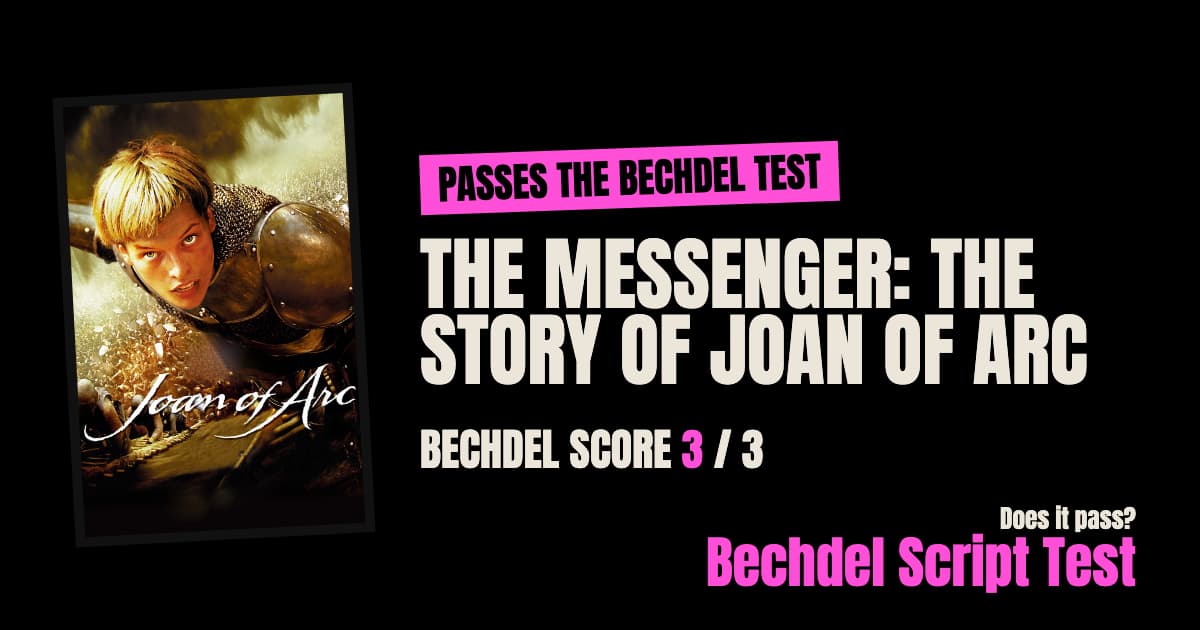 PASSES THE BECHDEL TEST
THE MESSENGER: THE
STORY OF JOAN OF ARC
Joan of Arc
BECHDEL SCORE 3 / 3
Does it pass?
Bechdel Script Test